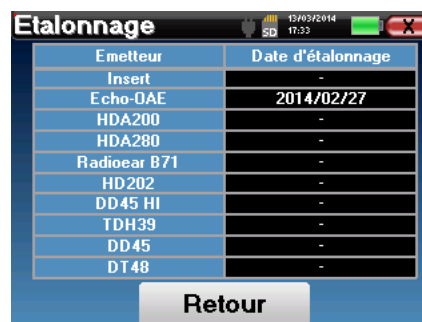 Etalonnage
SD
13/03/2014
17:33
X
Emetteur Date d'étalonnage
Insert -
Echo-OAE 2014/02/27
HDA200 -
HDA280 -
Radioear B71 -
HD202 -
DD45 HI -
TDH39 -
DD45 -
DT48 -
Retour